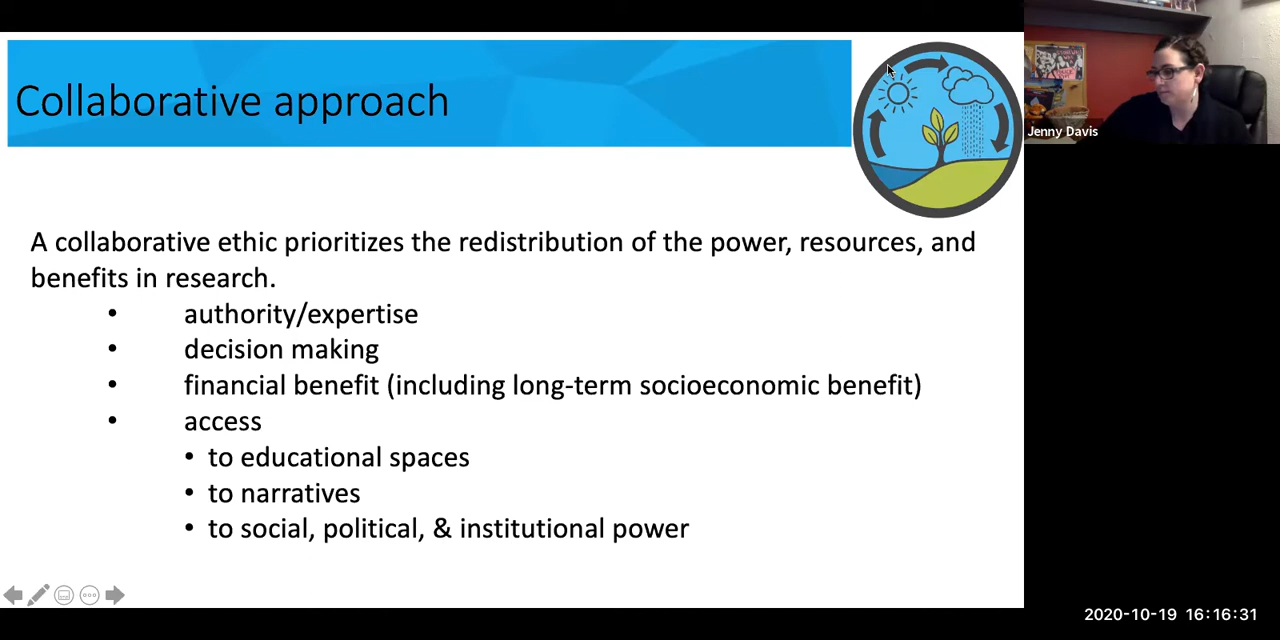 Collaborative approach
Jenny Davis
A collaborative ethic prioritizes the redistribution of the power, resources, and
benefits in research.
• authority/expertise
• decision making
• financial benefit (including long-term socioeconomic benefit)
• access
• to educational spaces
• to narratives
• to social, political, & institutional power
2020-10-19 16:16:31